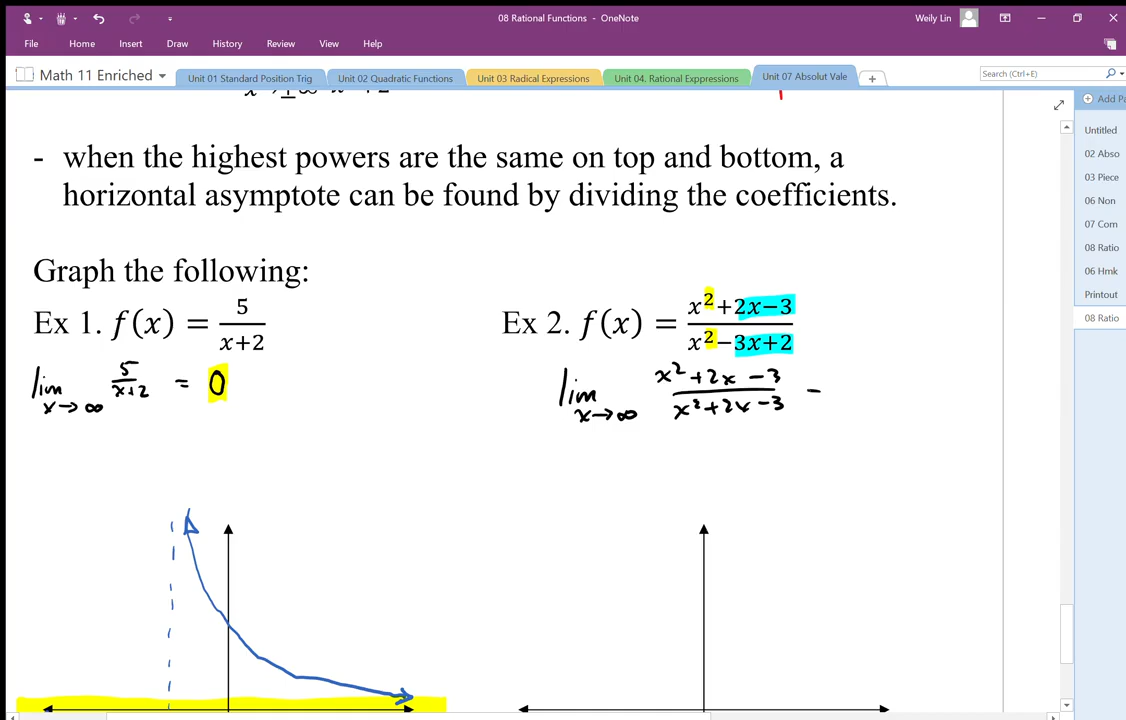 08 Rational Functions - OneNote
Weily Lin
File Home Insert Draw History Review View Help
Math 11 Enriched
Unit 01 Standard Position Trig
Unit 02 Quadratic Functions
Unit 03 Radical Expressions
Unit 04. Rational Exppressions
Unit 07 Absolut Vale
Search (Ctrl+E)
Add Pa
Untitled
02 Abso
03 Piece
06 Non
07 Com
08 Ratio
06 Hmk
Printout
08 Ratio
- when the highest powers are the same on top and bottom, a
horizontal asymptote can be found by dividing the coefficients.
Graph the following:
Ex 1. f(x) = 5/(x+2)
lim x→∞ 5/(x+2) = 0
Ex 2. f(x) = (x²+2x−3)/(x²−3x+2)
lim x→∞ (x²+2x−3)/(x²+2x−3) =